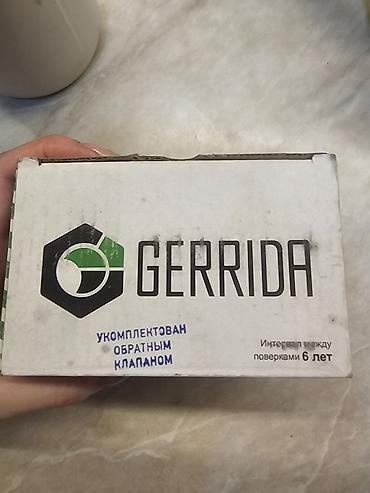 GERRIDA
УКОМПЛЕКТОВАН
ОБРАТНЫМ
КЛАПАНОМ
Интервал между
поверками 6 лет